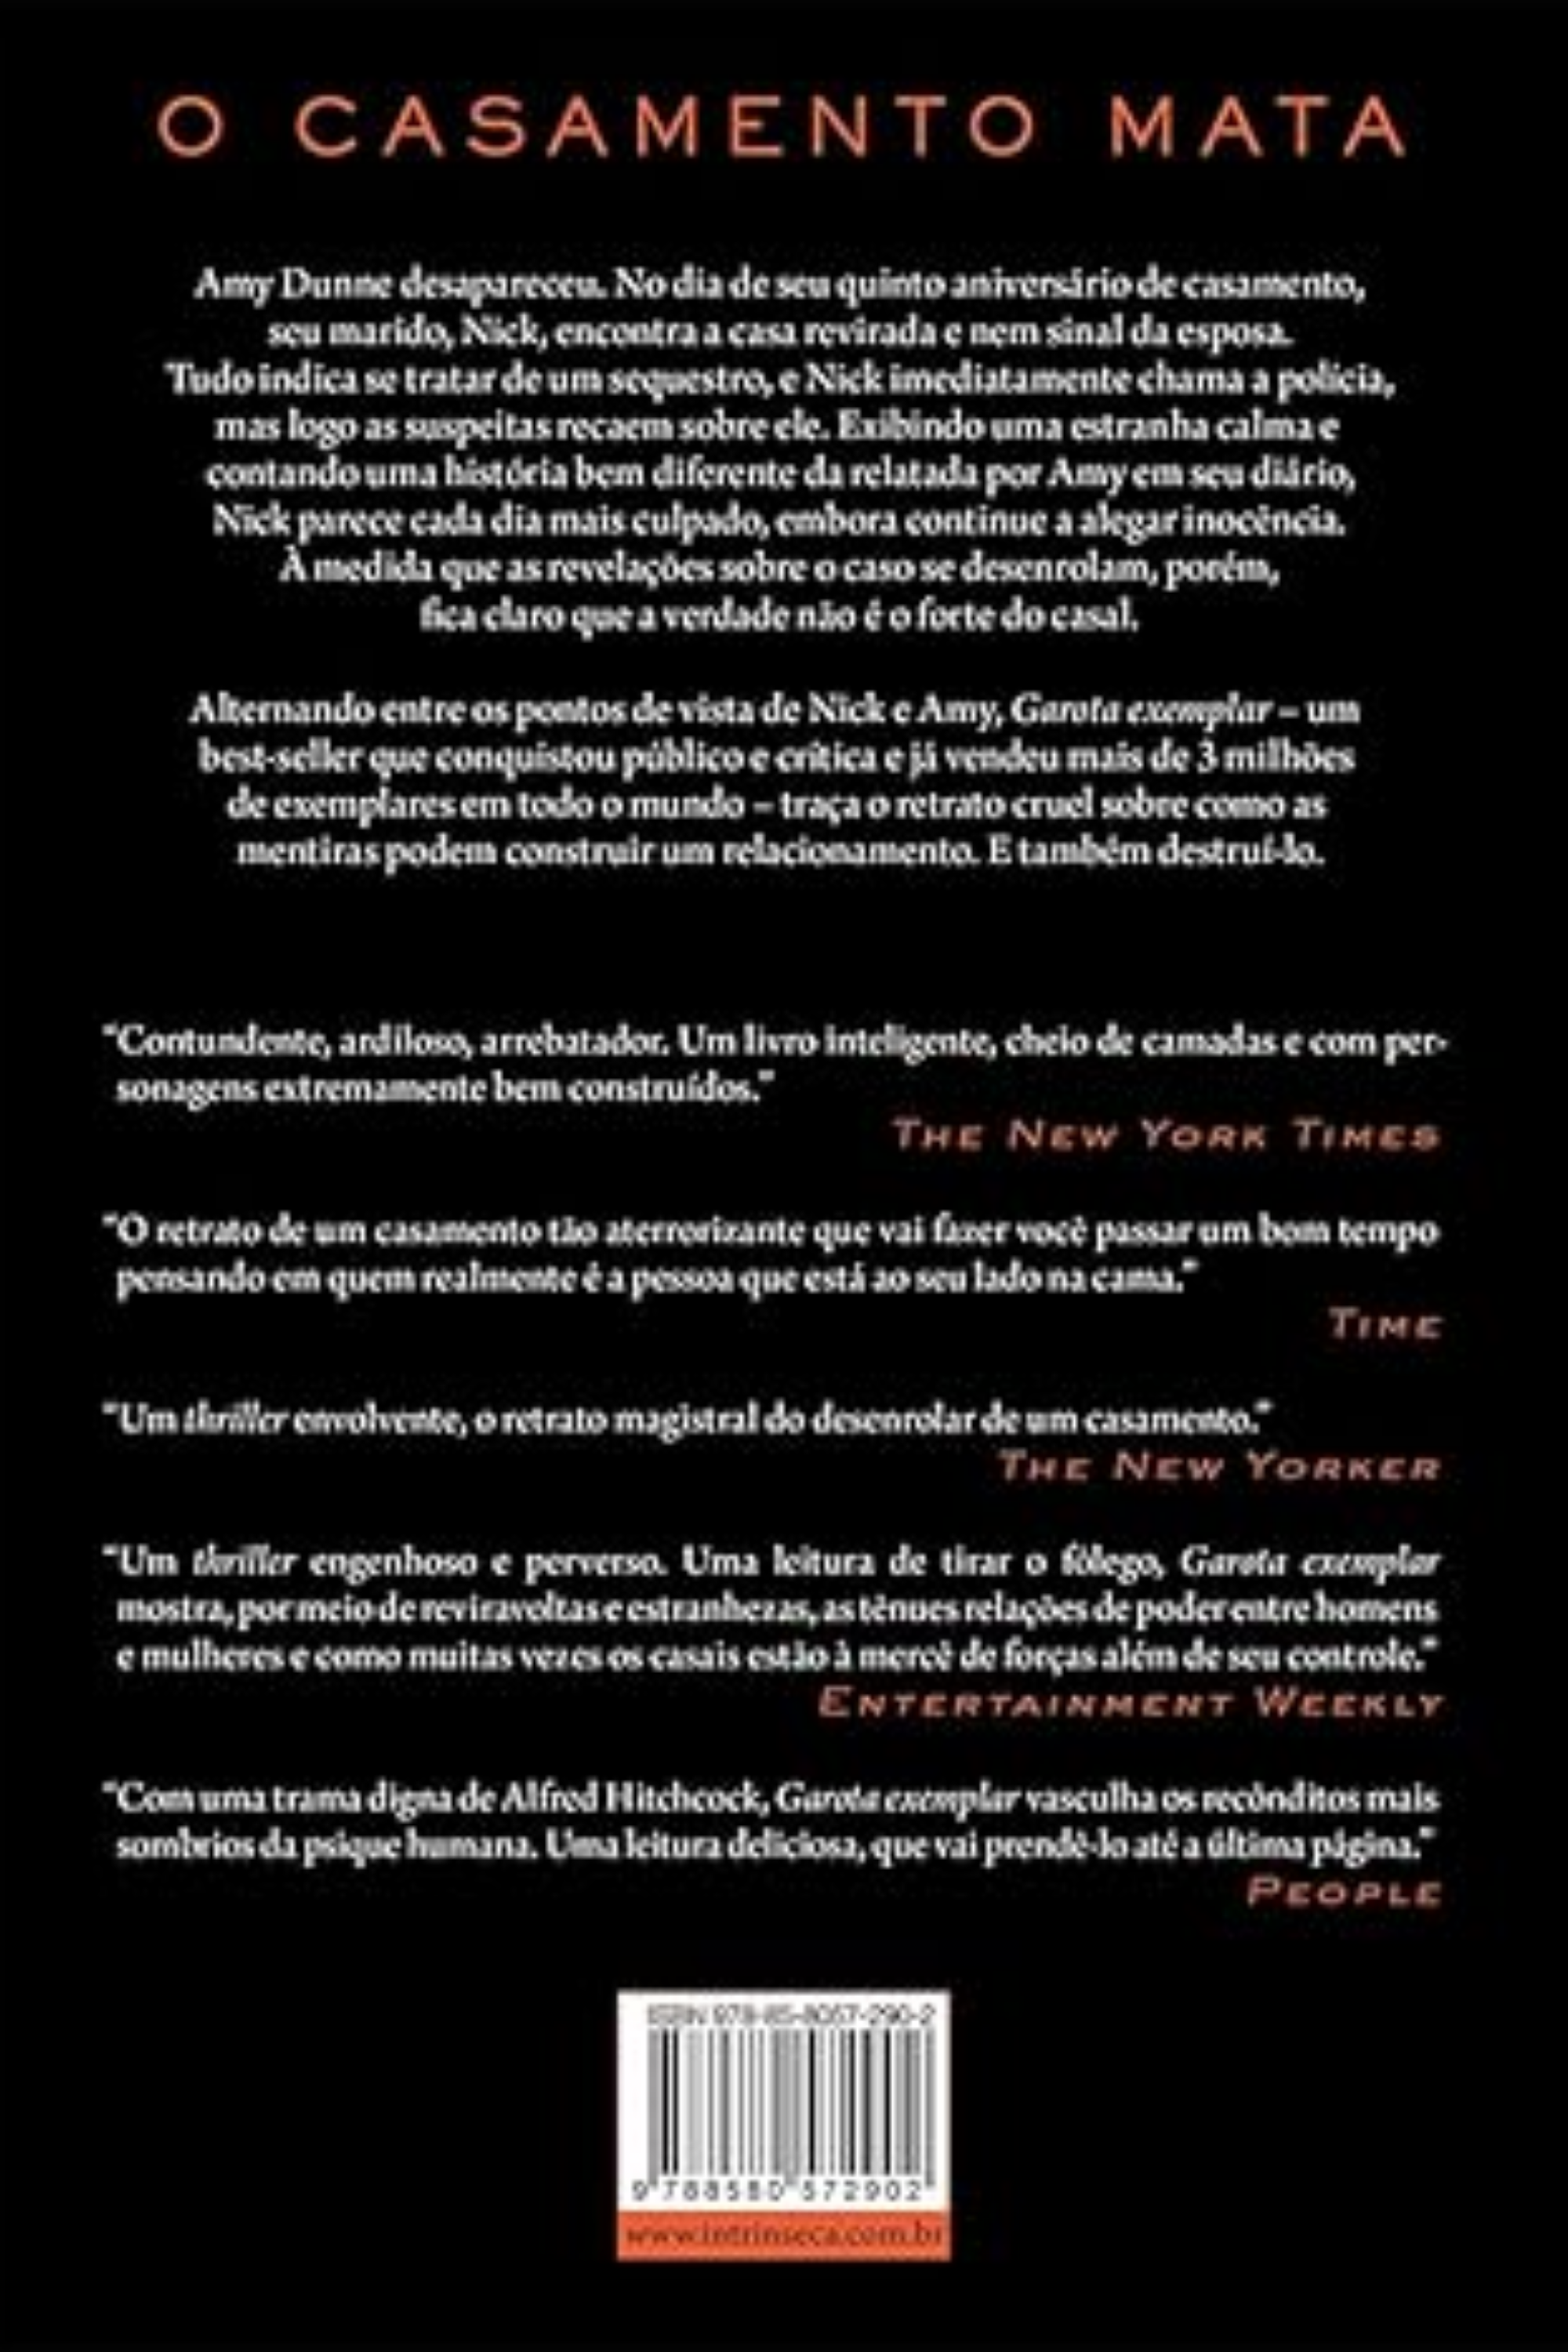 O CASAMENTO MATA
Amy Dunne desapareceu. No dia de seu quinto aniversário de casamento,
seu marido, Nick, encontra a casa revirada e nem sinal da esposa.
Tudo indica se tratar de um sequestro, e Nick imediatamente chama a polícia,
mas logo as suspeitas recaem sobre ele. Exibindo uma estranha calma e
contando uma história bem diferente da relatada por Amy em seu diário,
Nick parece cada dia mais culpado, embora continue a alegar inocência.
À medida que as revelações sobre o caso se desenrolam, porém,
fica claro que a verdade não é o forte do casal.
Alternando entre os pontos de vista de Nick e Amy, Garota exemplar – um
best-seller que conquistou público e crítica e já vendeu mais de 3 milhões
de exemplares em todo o mundo – traça o retrato cruel sobre como as
mentiras podem construir um relacionamento. E também destruí-lo.
“Contundente, ardiloso, arrebatador. Um livro inteligente, cheio de camadas e com per-
sonagens extremamente bem construídos.”
THE NEW YORK TIMES
“O retrato de um casamento tão aterrorizante que vai fazer você passar um bom tempo
pensando em quem realmente é a pessoa que está ao seu lado na cama.”
TIME
“Um thriller envolvente, o retrato magistral do desenrolar de um casamento.”
THE NEW YORKER
“Um thriller engenhoso e perverso. Uma leitura de tirar o fôlego, Garota exemplar
mostra, por meio de reviravoltas e estranhezas, as tênues relações de poder entre homens
e mulheres e como muitas vezes os casais estão à mercê de forças além de seu controle.”
ENTERTAINMENT WEEKLY
“Com uma trama digna de Alfred Hitchcock, Garota exemplar vasculha os recônditos mais
sombrios da psique humana. Uma leitura deliciosa, que vai prendê-lo até a última página.”
PEOPLE
ISBN 978-85-8057-290-2
9 788580 572902
www.intrinseca.com.br